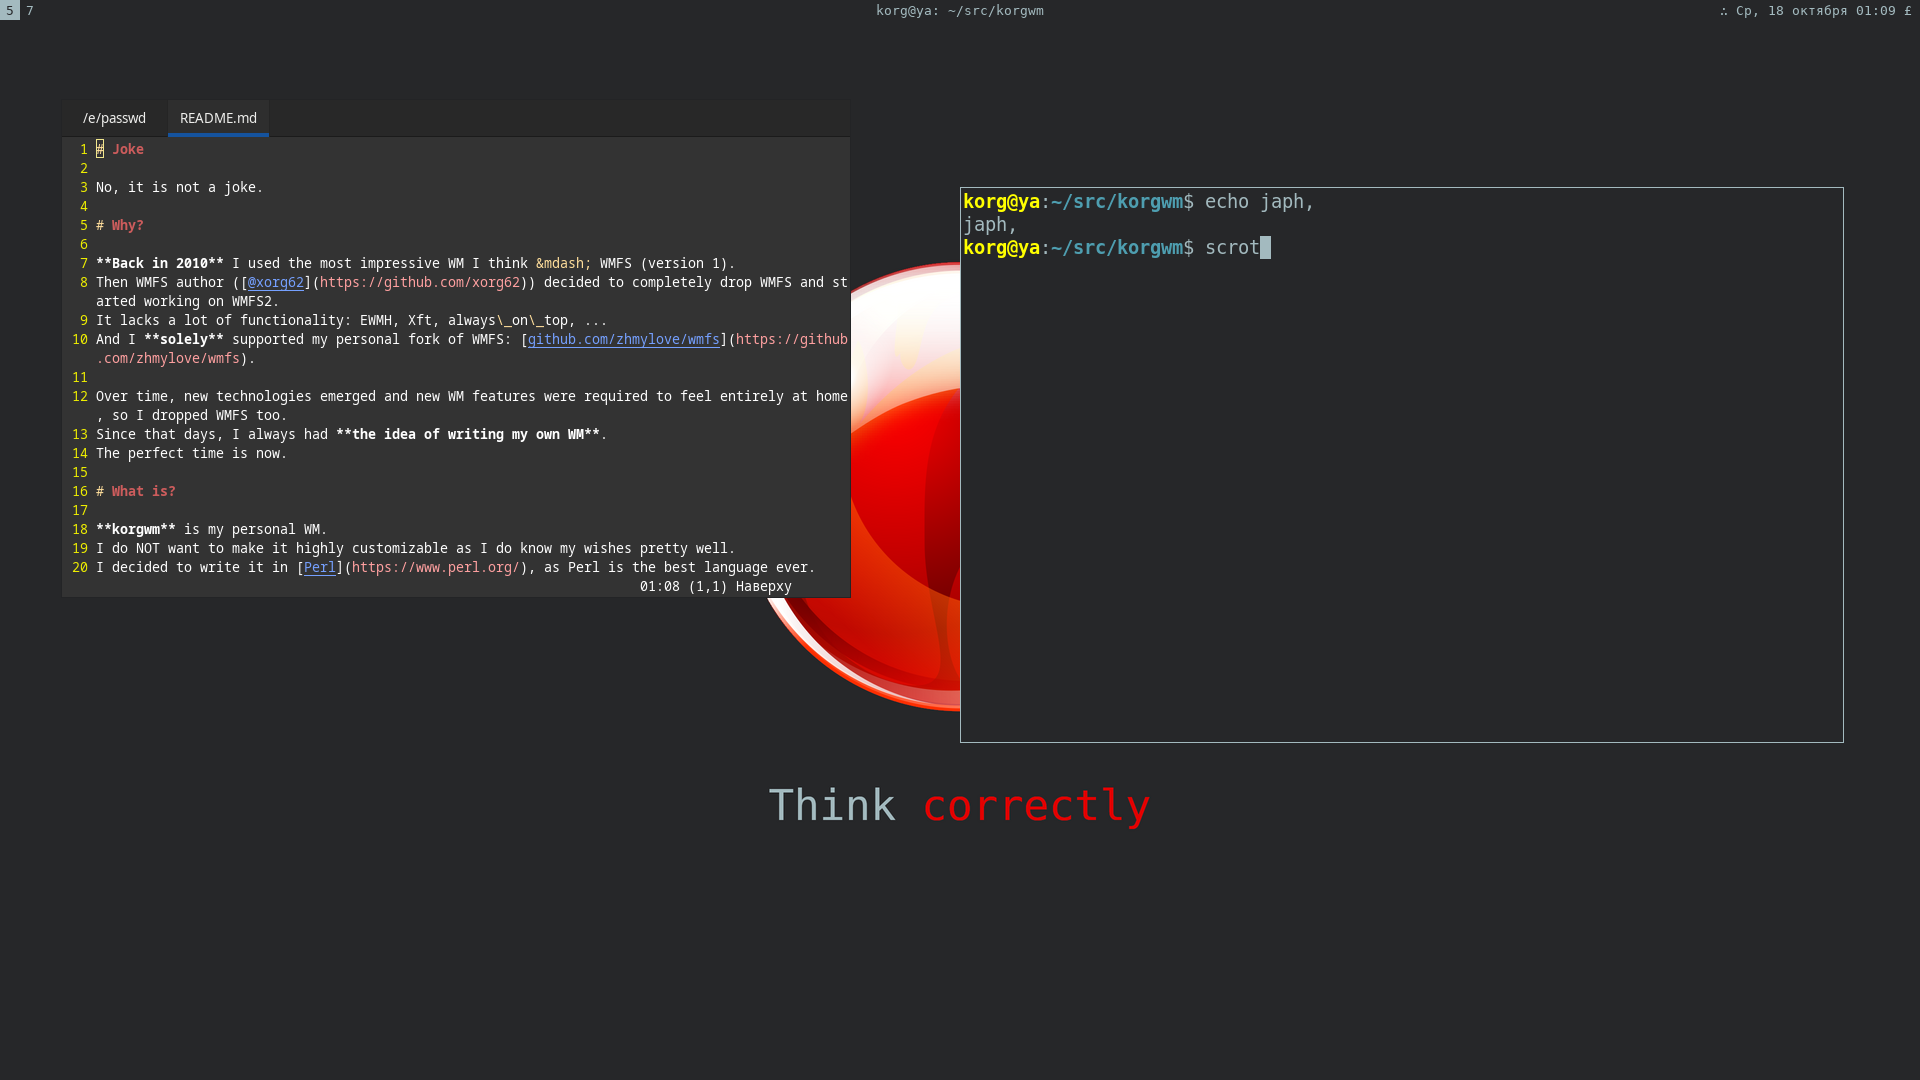 5 7
korg@ya: ~/src/korgwm
∴ Ср, 18 октября 01:09 £
/e/passwd README.md
1 # Joke
2
3 No, it is not a joke.
4
5 # Why?
6
7 **Back in 2010** I used the most impressive WM I think &mdash; WMFS (version 1).
8 Then WMFS author ([@xorg62](https://github.com/xorg62)) decided to completely drop WMFS and st
arted working on WMFS2.
9 It lacks a lot of functionality: EWMH, Xft, always\_on\_top, ...
10 And I **solely** supported my personal fork of WMFS: [github.com/zhmylove/wmfs](https://github
.com/zhmylove/wmfs).
11
12 Over time, new technologies emerged and new WM features were required to feel entirely at home
, so I dropped WMFS too.
13 Since that days, I always had **the idea of writing my own WM**.
14 The perfect time is now.
15
16 # What is?
17
18 **korgwm** is my personal WM.
19 I do NOT want to make it highly customizable as I do know my wishes pretty well.
20 I decided to write it in [Perl](https://www.perl.org/), as Perl is the best language ever.
01:08 (1,1) Наверху
korg@ya:~/src/korgwm$ echo japh,
japh,
korg@ya:~/src/korgwm$ scrot
Think correctly